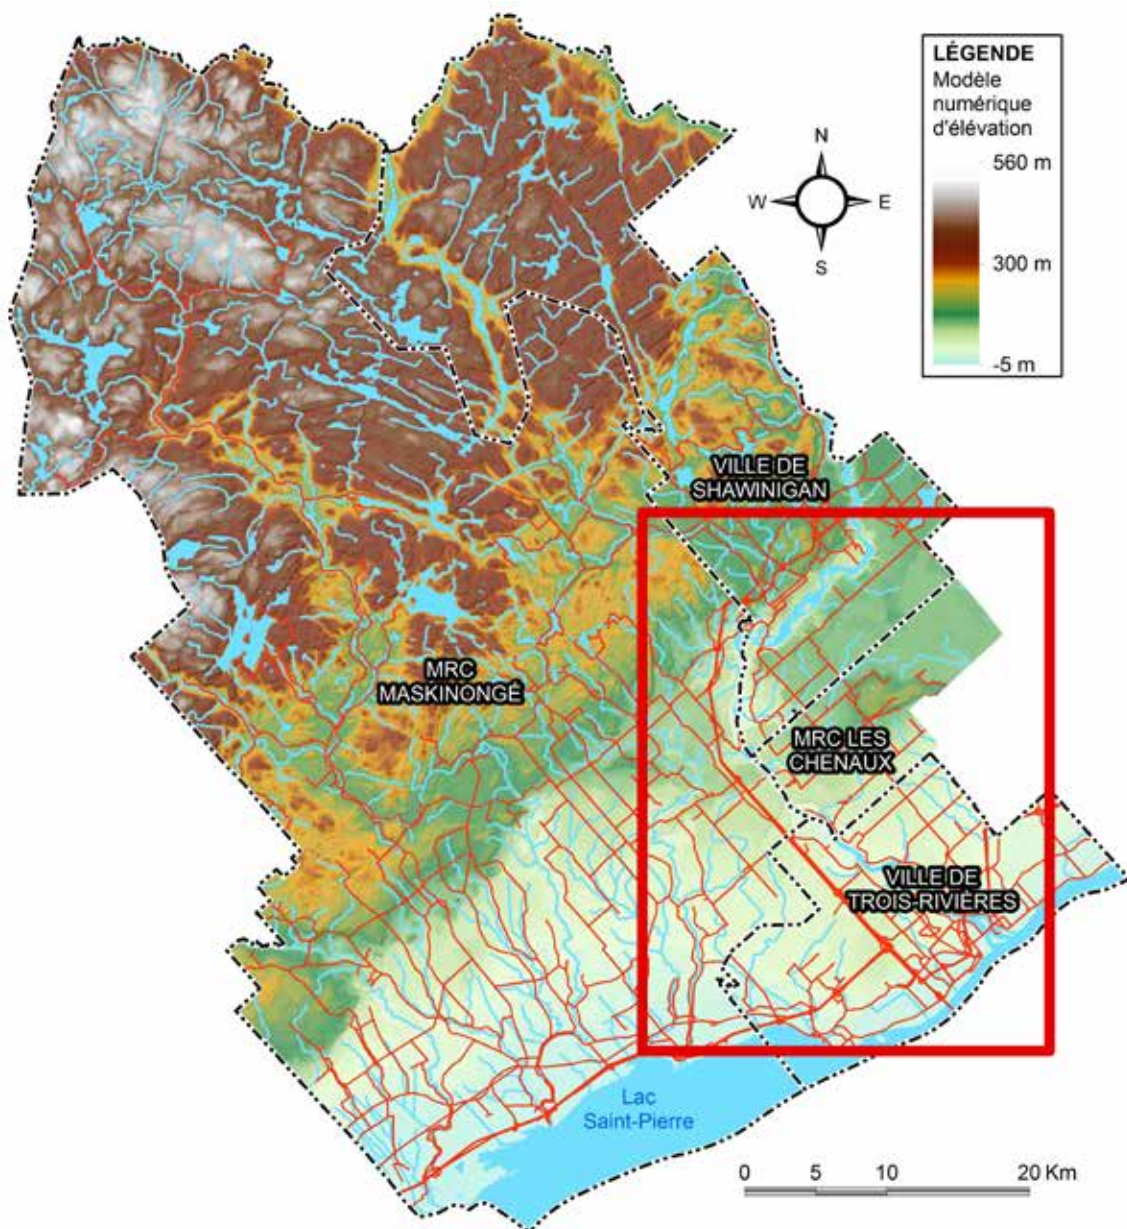 LÉGENDE
Modèle
numérique
d'élévation
560 m
300 m
-5 m
N
W
E
S
VILLE DE
SHAWINIGAN
MRC
MASKINONGÉ
MRC LES
CHENAUX
VILLE DE
TROIS-RIVIÈRES
Lac
Saint-Pierre
0 5 10 20 Km